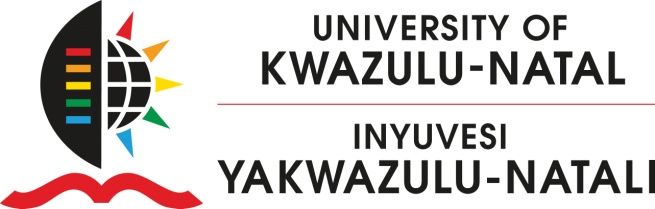 UNIVERSITY OF
KWAZULU-NATAL
INYUVESI
YAKWAZULU-NATALI